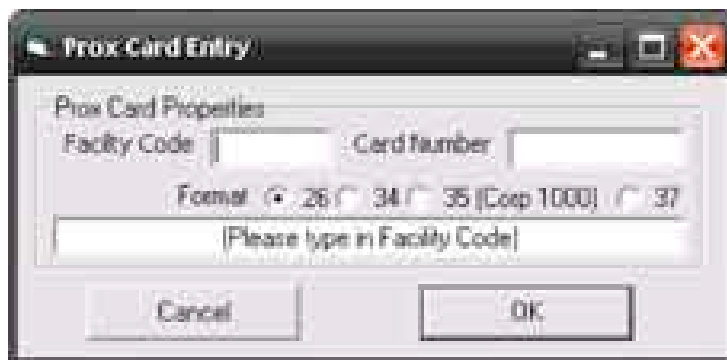 Prox Card Entry
Prox Card Properties
Facility Code Card Number
Format 26 34 35 (Corp 1000) 37
(Please type in Facility Code)
Cancel OK